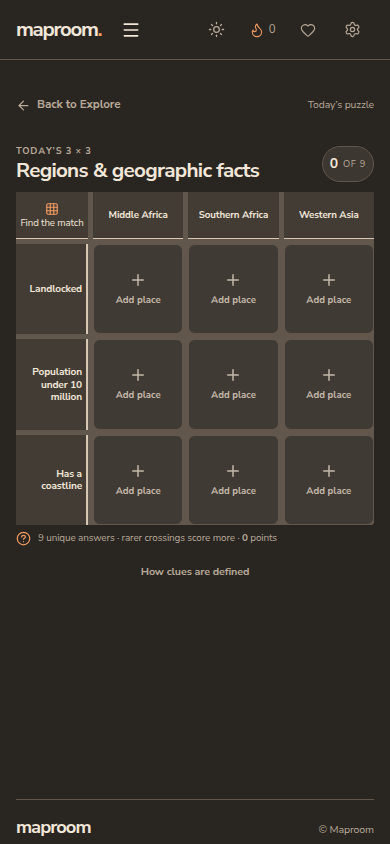 maproom.
0
Back to Explore
Today's puzzle
TODAY'S 3 × 3
Regions & geographic facts
0 OF 9
Find the match
Middle Africa
Southern Africa
Western Asia
Landlocked
Add place
Add place
Add place
Population
under 10
million
Add place
Add place
Add place
Has a
coastline
Add place
Add place
Add place
9 unique answers · rarer crossings score more · 0 points
How clues are defined
maproom
© Maproom